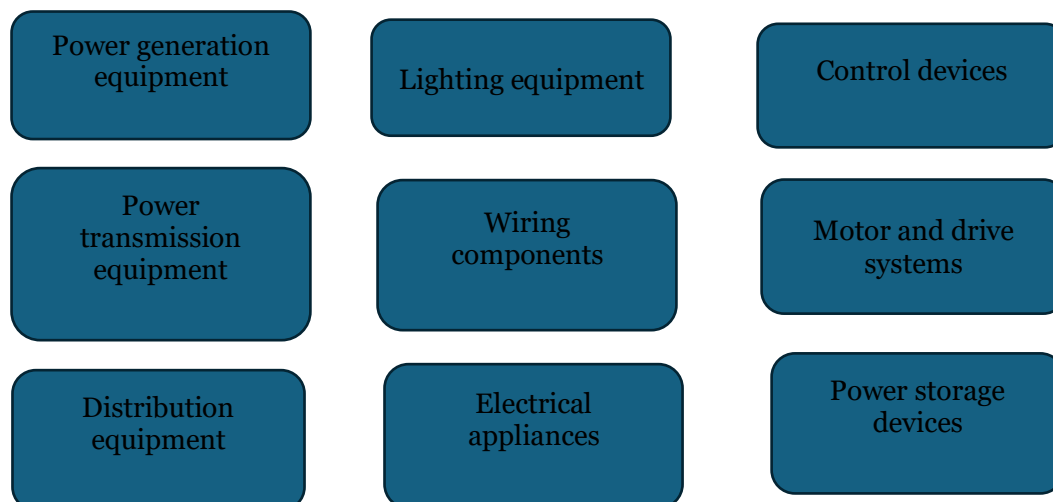 Power generation
equipment
Lighting equipment
Control devices
Power
transmission
equipment
Wiring
components
Motor and drive
systems
Distribution
equipment
Electrical
appliances
Power storage
devices